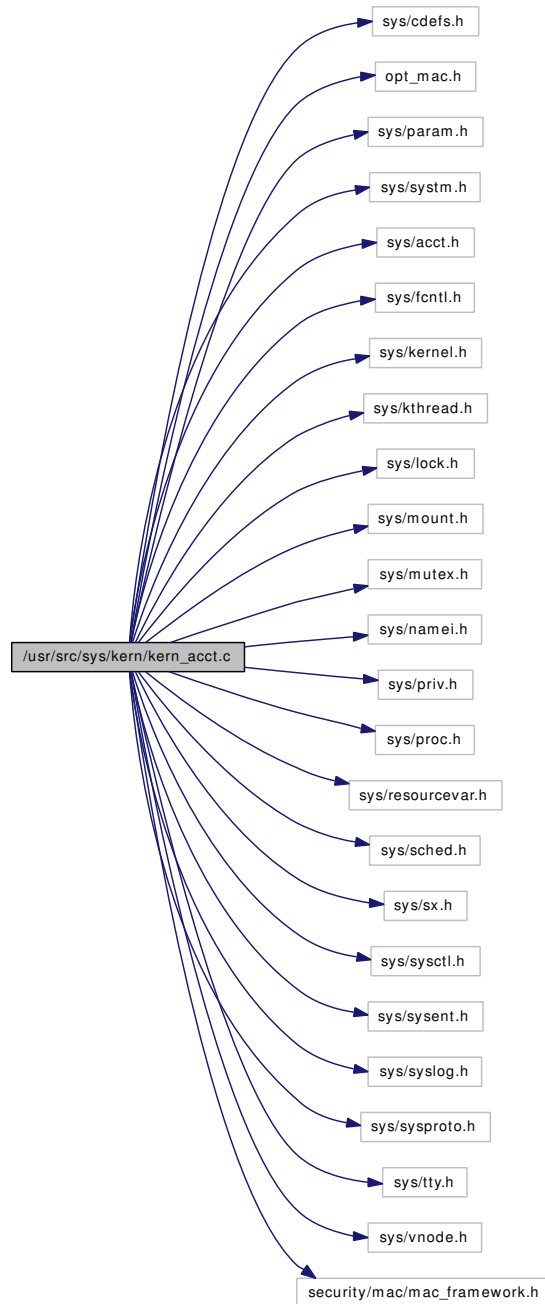 sys/cdefs.h
opt_mac.h
sys/param.h
sys/systm.h
sys/acct.h
sys/fcntl.h
sys/kernel.h
sys/kthread.h
sys/lock.h
sys/mount.h
sys/mutex.h
sys/namei.h
/usr/src/sys/kern/kern_acct.c
sys/priv.h
sys/proc.h
sys/resourcevar.h
sys/sched.h
sys/sx.h
sys/sysctl.h
sys/sysent.h
sys/syslog.h
sys/sysproto.h
sys/tty.h
sys/vnode.h
security/mac/mac_framework.h